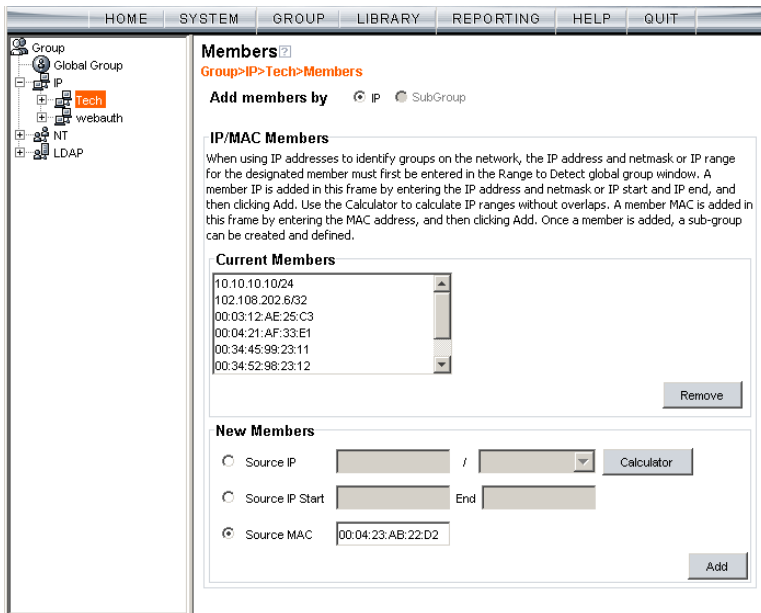 HOME SYSTEM GROUP LIBRARY REPORTING HELP QUIT
Group
Global Group
IP
Tech
webauth
NT
LDAP
Members?
Group>IP>Tech>Members
Add members by IP SubGroup
IP/MAC Members
When using IP addresses to identify groups on the network, the IP address and netmask or IP range
for the designated member must first be entered in the Range to Detect global group window. A
member IP is added in this frame by entering the IP address and netmask or IP start and IP end, and
then clicking Add. Use the Calculator to calculate IP ranges without overlaps. A member MAC is added in
this frame by entering the MAC address, and then clicking Add. Once a member is added, a sub-group
can be created and defined.
Current Members
10.10.10.10/24
102.108.202.6/32
00:03:12:AE:25:C3
00:04:21:AF:33:E1
00:34:45:99:23:11
00:34:52:98:23:12
Remove
New Members
Source IP / Calculator
Source IP Start End
Source MAC 00:04:23:AB:22:D2
Add